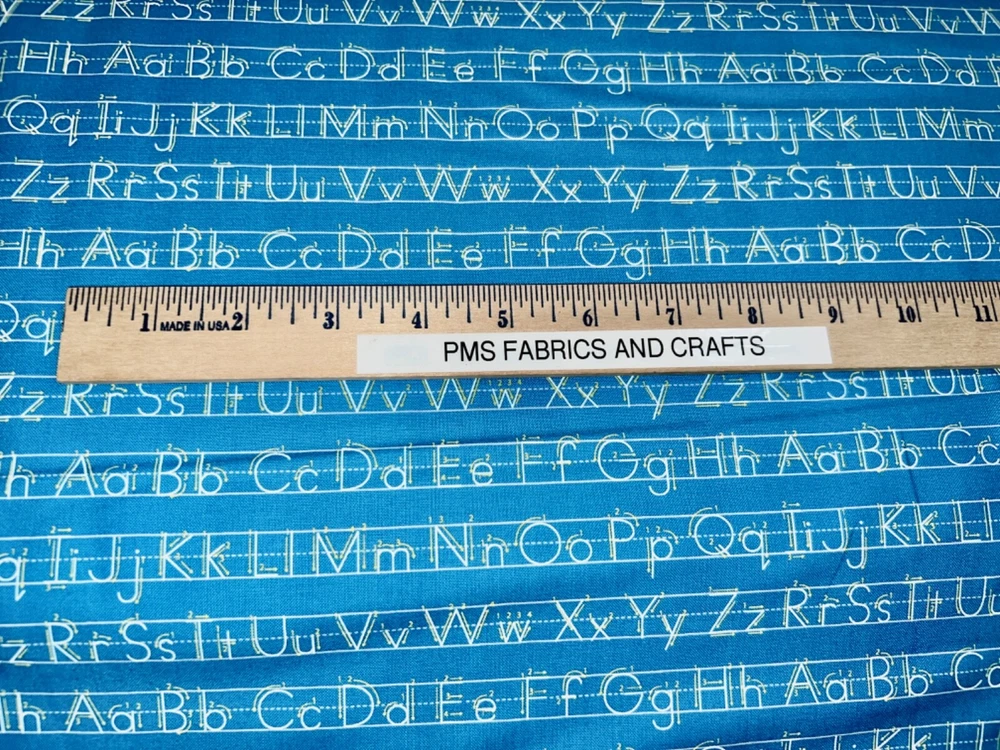 Zz Rr Ss Tt Uu Vv Ww Xx Yy Zz Rr Ss Tt Uu Vv W
Hh Aa Bb Cc Dd Ee Ff Gg Hh Aa Bb Cc Dd
Qq Ii Jj Kk Ll Mm Nn Oo Pp Qq Ii Jj Kk Ll Mm
Zz Rr Ss Tt Uu Vv Ww Xx Yy Zz Rr Ss Tt Uu Vv
Hh Aa Bb Cc Dd Ee Ff Gg Hh Aa Bb Cc D
Qq
1 MADE IN USA 2 3 4 5 6 7 8 9 10 11
PMS FABRICS AND CRAFTS
Zz Rr Ss Tt Uu Vv Ww Xx Yy Zz Rr Ss Tt Uu
h Aa Bb Cc Dd Ee Ff Gg Hh Aa Bb Cc
q Ii Jj Kk Ll Mm Nn Oo Pp Qq Ii Jj Kk Ll
z Rr Ss Tt Uu Vv Ww Xx Yy Zz Rr Ss Tt Uu
h Aa Bb Cc Dd Ee Ff Gg Hh Aa Bb Cc